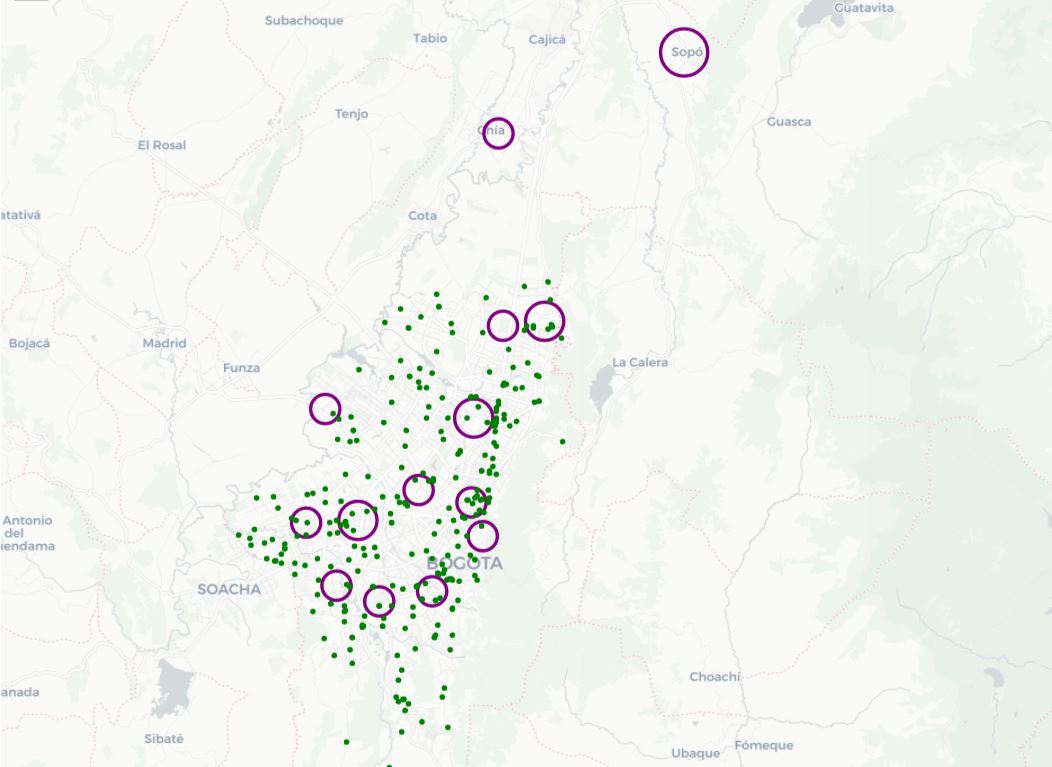 Guatavita
Subachoque
Tabio
Cajicá
Sopó
Tenjo
Chía
Guasca
El Rosal
atativá
Cota
Bojacá
Madrid
La Calera
Funza
Antonio
del
endama
BOGOTA
SOACHA
Choachí
anada
Sibaté
Fómeque
Ubaque